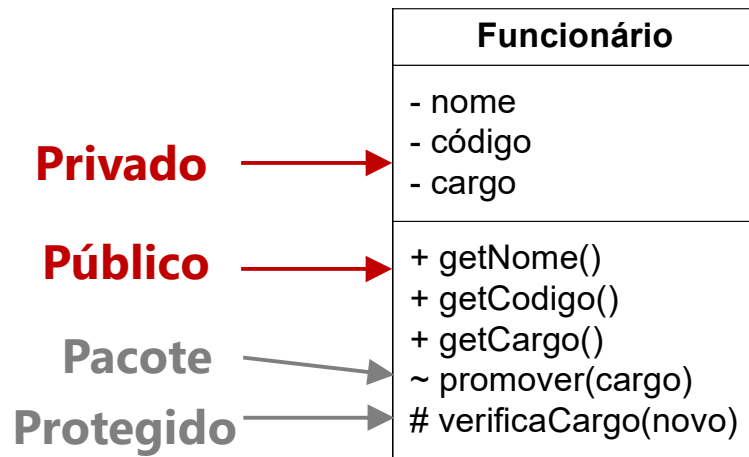 Funcionário
- nome
- código
- cargo
Privado
+ getNome()
+ getCodigo()
+ getCargo()
~ promover(cargo)
# verificaCargo(novo)
Público
Pacote
Protegido